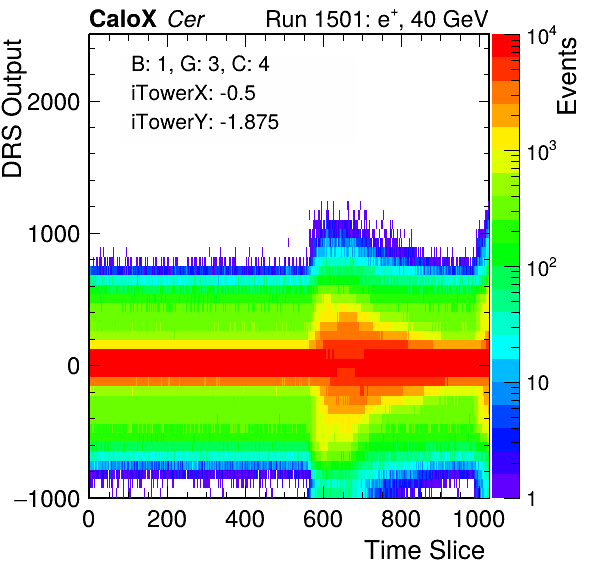 CaloX Cer Run 1501: e+, 40 GeV
B: 1, G: 3, C: 4
iTowerX: -0.5
iTowerY: -1.875
DRS Output
2000
1000
0
−1000
0 200 400 600 800 1000
Time Slice
10^4
10^3
10^2
10
1
Events